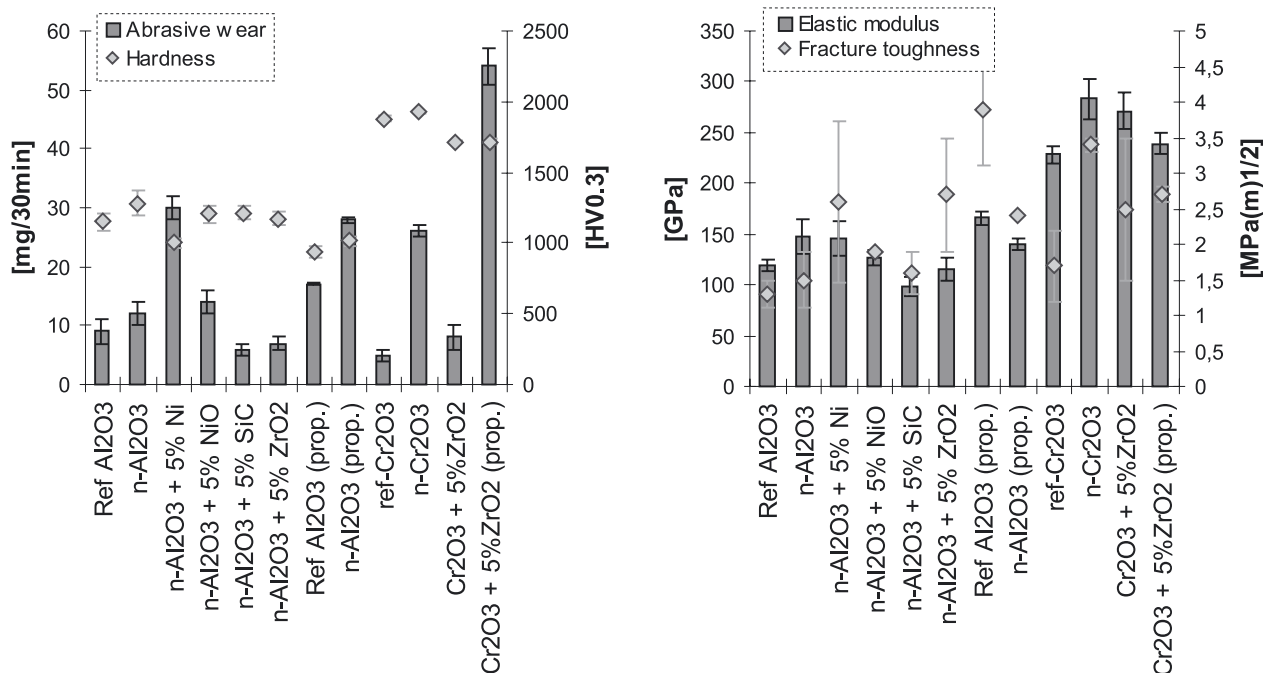 Abrasive wear
Hardness
60
50
40
30
20
10
0
[mg/30min]
2500
2000
1500
1000
500
0
[HV0.3]
Ref Al2O3
n-Al2O3
n-Al2O3 + 5% Ni
n-Al2O3 + 5% NiO
n-Al2O3 + 5% SiC
n-Al2O3 + 5% ZrO2
Ref Al2O3 (prop.)
n-Al2O3 (prop.)
ref-Cr2O3
n-Cr2O3
Cr2O3 + 5%ZrO2
Cr2O3 + 5%ZrO2 (prop.)
Elastic modulus
Fracture toughness
350
300
250
200
150
100
50
0
[GPa]
5
4,5
4
3,5
3
2,5
2
1,5
1
0,5
0
[MPa(m)1/2]
Ref Al2O3
n-Al2O3
n-Al2O3 + 5% Ni
n-Al2O3 + 5% NiO
n-Al2O3 + 5% SiC
n-Al2O3 + 5% ZrO2
Ref Al2O3 (prop.)
n-Al2O3 (prop.)
ref-Cr2O3
n-Cr2O3
Cr2O3 + 5%ZrO2
Cr2O3 + 5%ZrO2 (prop.)